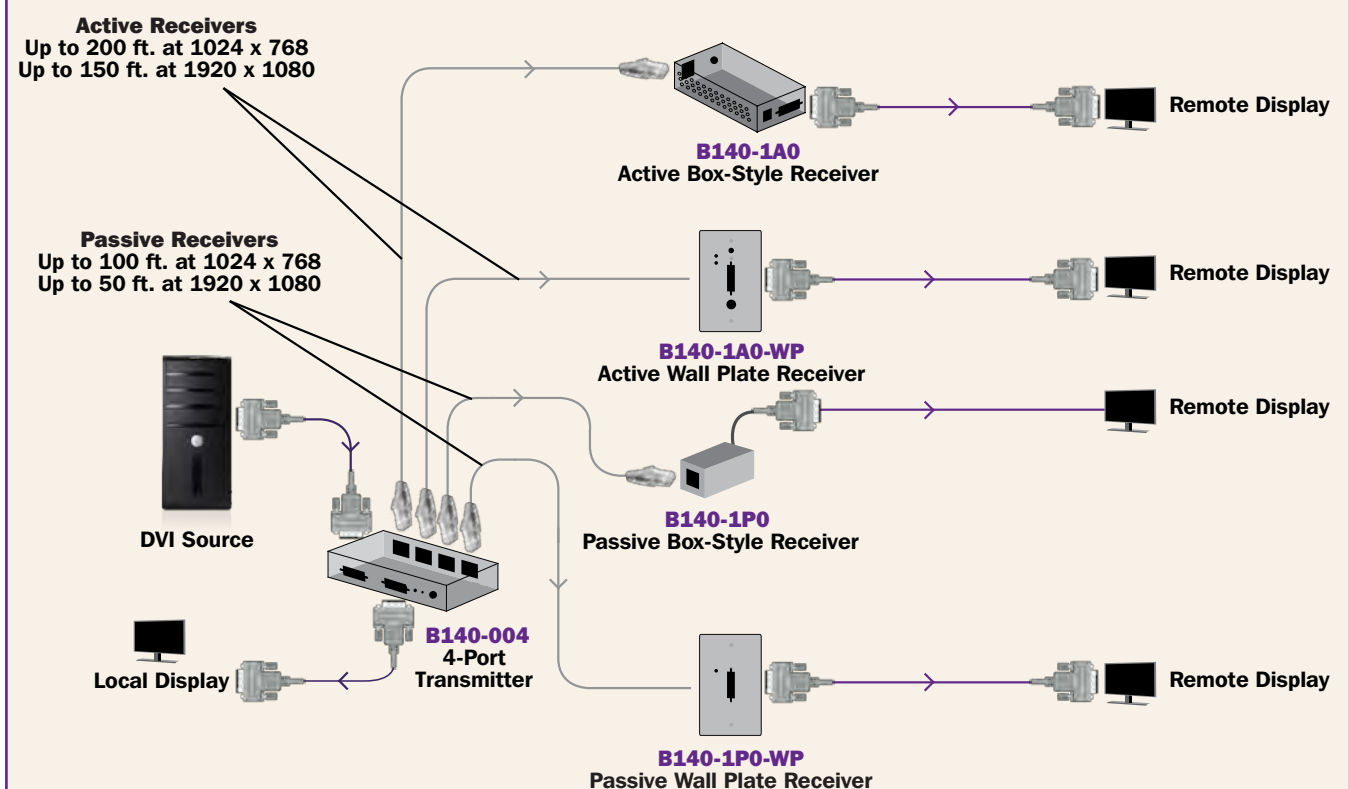 Active Receivers
Up to 200 ft. at 1024 x 768
Up to 150 ft. at 1920 x 1080
Remote Display
B140-1A0
Active Box-Style Receiver
Passive Receivers
Up to 100 ft. at 1024 x 768
Up to 50 ft. at 1920 x 1080
Remote Display
B140-1A0-WP
Active Wall Plate Receiver
Remote Display
B140-1P0
Passive Box-Style Receiver
DVI Source
B140-004
4-Port
Transmitter
Local Display
Remote Display
B140-1P0-WP
Passive Wall Plate Receiver